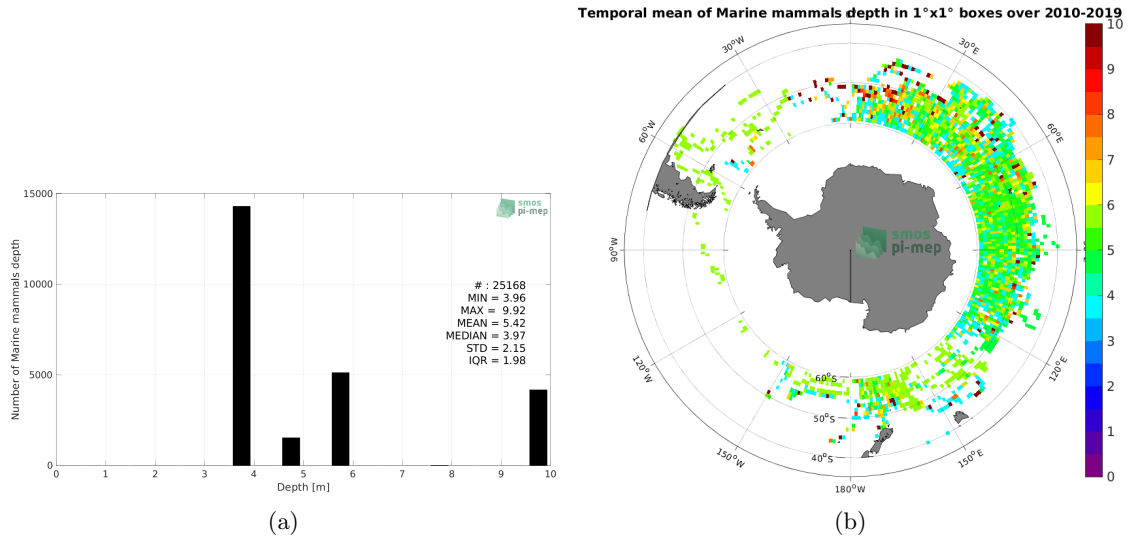 15000
10000
5000
0
Number of Marine mammals depth
smos
pi-mep
# : 25168
MIN = 3.96
MAX = 9.92
MEAN = 5.42
MEDIAN = 3.97
STD = 2.15
IQR = 1.98
0 1 2 3 4 5 6 7 8 9 10
Depth [m]
(a)
Temporal mean of Marine mammals depth in 1°x1° boxes over 2010-2019
30°W
30°E
60°W
60°E
90°W
120°W
120°E
150°W
150°E
180°W
60°S
50°S
40°S
smos
pi-mep
10
9
8
7
6
5
4
3
2
1
0
(b)